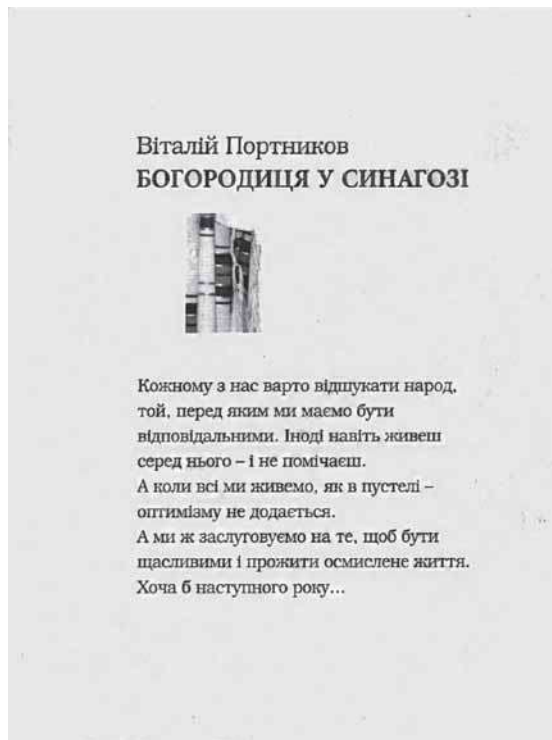 Віталій Портников
БОГОРОДИЦЯ У СИНАГОЗІ
Кожному з нас варто відшукати народ,
той, перед яким ми маємо бути
відповідальними. Іноді навіть живеш
серед нього – і не помічаєш.
А коли всі ми живемо, як в пустелі –
оптимізму не додається.
А ми ж заслуговуємо на те, щоб бути
щасливими і прожити осмислене життя.
Хоча б наступного року...